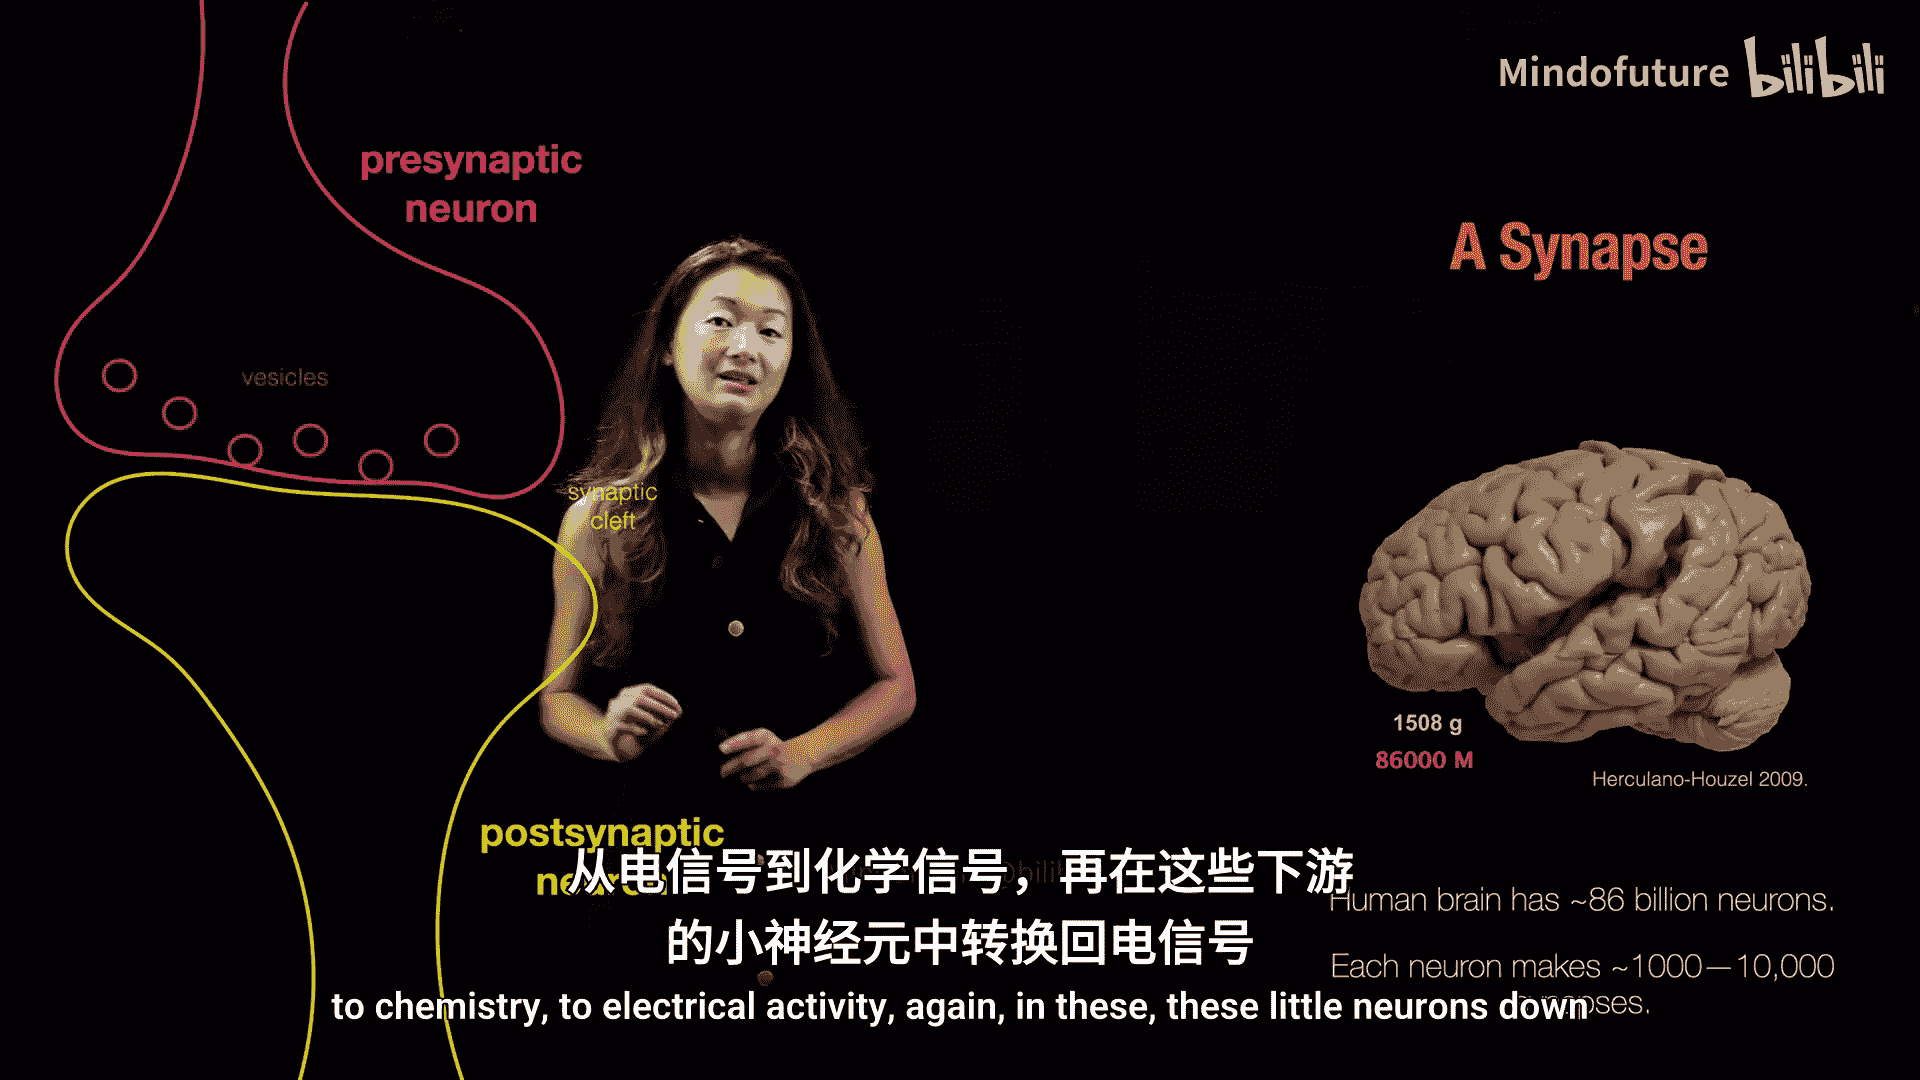 Mindofuture bilibili
presynaptic
neuron
A Synapse
vesicles
synaptic
cleft
1508 g
86000 M
Herculano-Houzel 2009.
postsynaptic
neuron
从电信号到化学信号，再在这些下游
的小神经元中转换回电信号
Human brain has ~86 billion neurons.
Each neuron makes ~1000—10,000
synapses.
to chemistry, to electrical activity, again, in these, these little neurons down